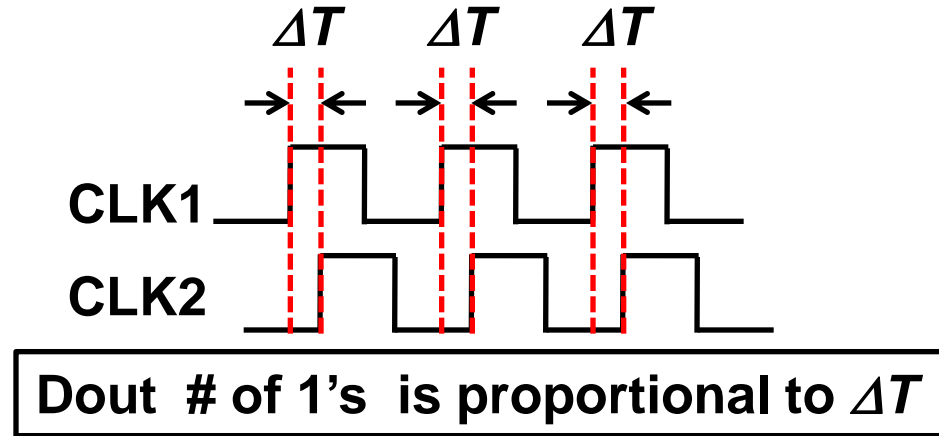 ΔT ΔT ΔT
CLK1
CLK2
Dout # of 1’s is proportional to ΔT